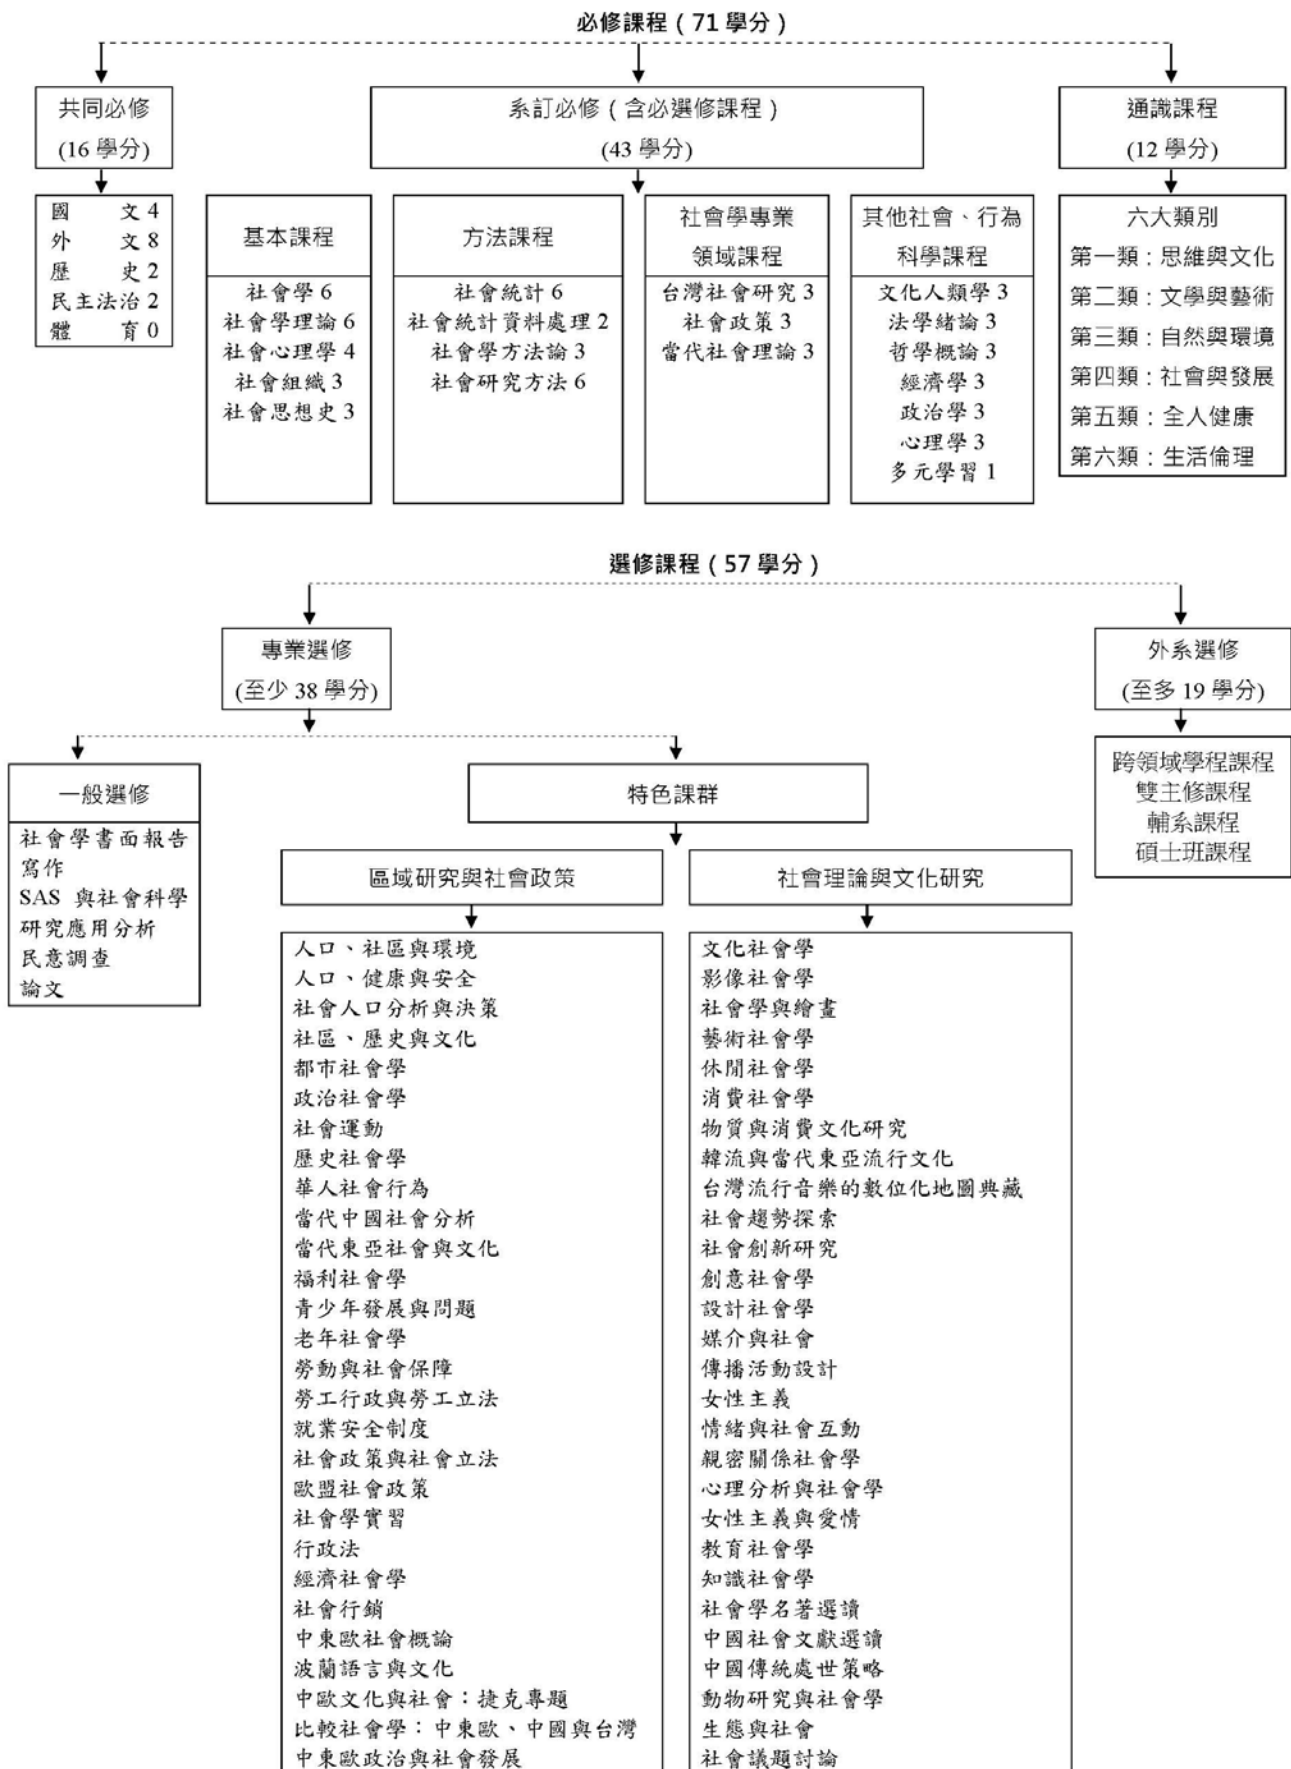 必修課程（71 學分）
共同必修
(16 學分)
國　文 4
外　文 8
歷　史 2
民主法治 2
體　育 0
系訂必修（含必選修課程）
(43 學分)
基本課程
社會學 6
社會學理論 6
社會心理學 4
社會組織 3
社會思想史 3
方法課程
社會統計 6
社會統計資料處理 2
社會學方法論 3
社會研究方法 6
社會學專業
領域課程
台灣社會研究 3
社會政策 3
當代社會理論 3
其他社會、行為
科學課程
文化人類學 3
法學緒論 3
哲學概論 3
經濟學 3
政治學 3
心理學 3
多元學習 1
通識課程
(12 學分)
六大類別
第一類：思維與文化
第二類：文學與藝術
第三類：自然與環境
第四類：社會與發展
第五類：全人健康
第六類：生活倫理
選修課程（57 學分）
專業選修
(至少 38 學分)
一般選修
社會學書面報告
寫作
SAS 與社會科學
研究應用分析
民意調查
論文
特色課群
區域研究與社會政策
人口、社區與環境
人口、健康與安全
社會人口分析與決策
社區、歷史與文化
都市社會學
政治社會學
社會運動
歷史社會學
華人社會行為
當代中國社會分析
當代東亞社會與文化
福利社會學
青少年發展與問題
老年社會學
勞動與社會保障
勞工行政與勞工立法
就業安全制度
社會政策與社會立法
歐盟社會政策
社會學實習
行政法
經濟社會學
社會行銷
中東歐社會概論
波蘭語言與文化
中歐文化與社會：捷克專題
比較社會學：中東歐、中國與台灣
中東歐政治與社會發展
社會理論與文化研究
文化社會學
影像社會學
社會學與繪畫
藝術社會學
休閒社會學
消費社會學
物質與消費文化研究
韓流與當代東亞流行文化
台灣流行音樂的數位化地圖典藏
社會趨勢探索
社會創新研究
創意社會學
設計社會學
媒介與社會
傳播活動設計
女性主義
情緒與社會互動
親密關係社會學
心理分析與社會學
女性主義與愛情
教育社會學
知識社會學
社會學名著選讀
中國社會文獻選讀
中國傳統處世策略
動物研究與社會學
生態與社會
社會議題討論
外系選修
(至多 19 學分)
跨領域學程課程
雙主修課程
輔系課程
碩士班課程